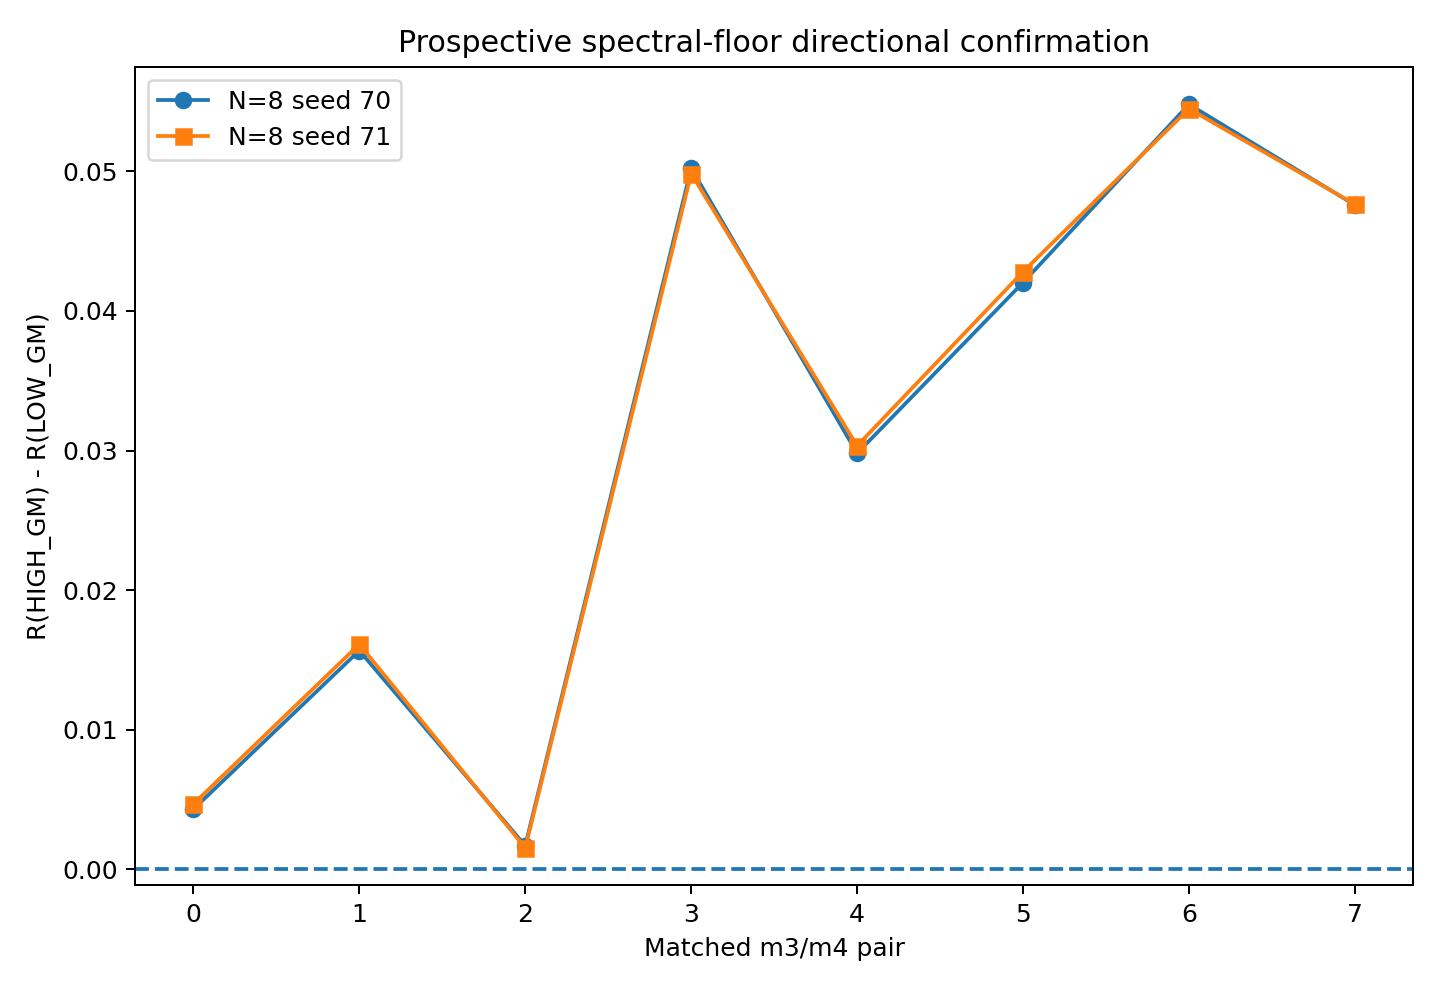 Prospective spectral-floor directional confirmation
N=8 seed 70
N=8 seed 71
R(HIGH_GM) - R(LOW_GM)
0.05
0.04
0.03
0.02
0.01
0.00
0 1 2 3 4 5 6 7
Matched m3/m4 pair